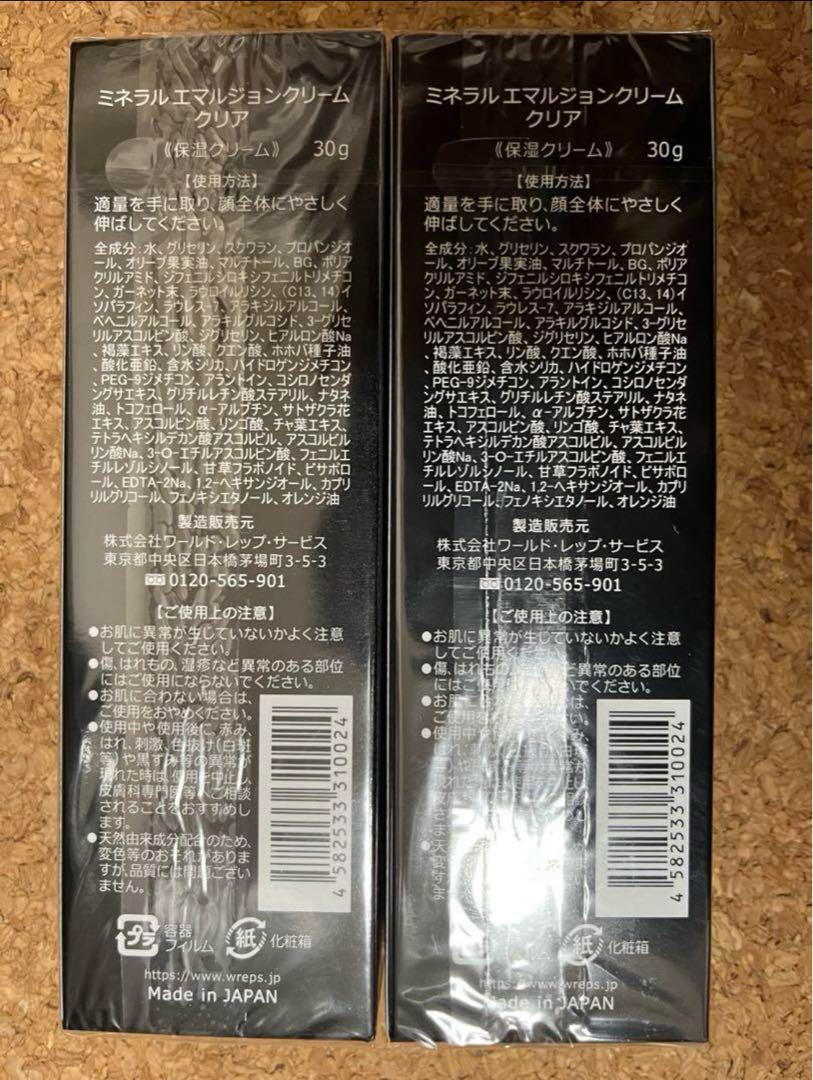 ミネラル エマルジョンクリーム
クリア
《保湿クリーム》 30g
【使用方法】
適量を手に取り、顔全体にやさしく
伸ばしてください。
全成分：水、グリセリン、スクワラン、プロパンジオ
ール、オリーブ果実油、マルチトール、BG、ポリア
クリルアミド、ジフェニルシロキシフェニルトリメチコ
ン、ガーネット末、ラウロイルリシン、（C13、14）イ
ソパラフィン、ラウレス-7、アラキジルアルコール、
ベヘニルアルコール、アラキルグルコシド、3-グリセ
リルアスコルビン酸、ジグリセリン、ヒアルロン酸Na
、褐藻エキス、リン酸、クエン酸、ホホバ種子油
、酸化亜鉛、含水シリカ、ハイドロゲンジメチコン
、PEG-9ジメチコン、アラントイン、コシロノセンダ
ングサエキス、グリチルレチン酸ステアリル、ナタネ
油、トコフェロール、α-アルブチン、サトザクラ花
エキス、アスコルビン酸、リンゴ酸、チャ葉エキス、
テトラヘキシルデカン酸アスコルビル、アスコルビル
リン酸Na、3-O-エチルアスコルビン酸、フェニルエ
チルレゾルシノール、甘草フラボノイド、ビサボロ
ール、EDTA-2Na、1,2-ヘキサンジオール、カプリ
リルグリコール、フェノキシエタノール、オレンジ油
製造販売元
株式会社ワールド・レップ・サービス
東京都中央区日本橋茅場町3-5-3
0120-565-901
【ご使用上の注意】
●お肌に異常が生じていないかよく注意
してご使用ください。
●傷、はれもの、湿疹など異常のある部位
にはご使用にならないでください。
●お肌に合わない場合は、
ご使用をおやめください。
●使用中や使用後に、赤み、
はれ、刺激、色抜け（白斑
等）や黒ずみ等の異常が
現れた時は、使用を中止し、
皮膚科専門医等へご相談
されることをおすすめし
ます。
●天然由来成分配合のため、
変色等のおそれがありま
すが、品質には問題ござい
ません。
4 582533 310024
プラ
容器
フィルム
紙
化粧箱
https://www.wreps.jp
Made in JAPAN
ミネラル エマルジョンクリーム
クリア
《保湿クリーム》 30g
【使用方法】
適量を手に取り、顔全体にやさしく
伸ばしてください。
全成分：水、グリセリン、スクワラン、プロパンジオ
ール、オリーブ果実油、マルチトール、BG、ポリア
クリルアミド、ジフェニルシロキシフェニルトリメチコ
ン、ガーネット末、ラウロイルリシン、（C13、14）イ
ソパラフィン、ラウレス-7、アラキジルアルコール、
ベヘニルアルコール、アラキルグルコシド、3-グリセ
リルアスコルビン酸、ジグリセリン、ヒアルロン酸Na
、褐藻エキス、リン酸、クエン酸、ホホバ種子油
、酸化亜鉛、含水シリカ、ハイドロゲンジメチコン
、PEG-9ジメチコン、アラントイン、コシロノセンダ
ングサエキス、グリチルレチン酸ステアリル、ナタネ
油、トコフェロール、α-アルブチン、サトザクラ花
エキス、アスコルビン酸、リンゴ酸、チャ葉エキス、
テトラヘキシルデカン酸アスコルビル、アスコルビル
リン酸Na、3-O-エチルアスコルビン酸、フェニルエ
チルレゾルシノール、甘草フラボノイド、ビサボロ
ール、EDTA-2Na、1,2-ヘキサンジオール、カプリ
リルグリコール、フェノキシエタノール、オレンジ油
製造販売元
株式会社ワールド・レップ・サービス
東京都中央区日本橋茅場町3-5-3
0120-565-901
【ご使用上の注意】
●お肌に異常が生じていないかよく注意
してご使用ください。
●傷、はれもの、 異常のある部位
にはご使用 でください。
●お肌に
ご使用を
●使用中
4 582533 310024
紙
化粧箱
https://www.wreps.jp
Made in JAPAN